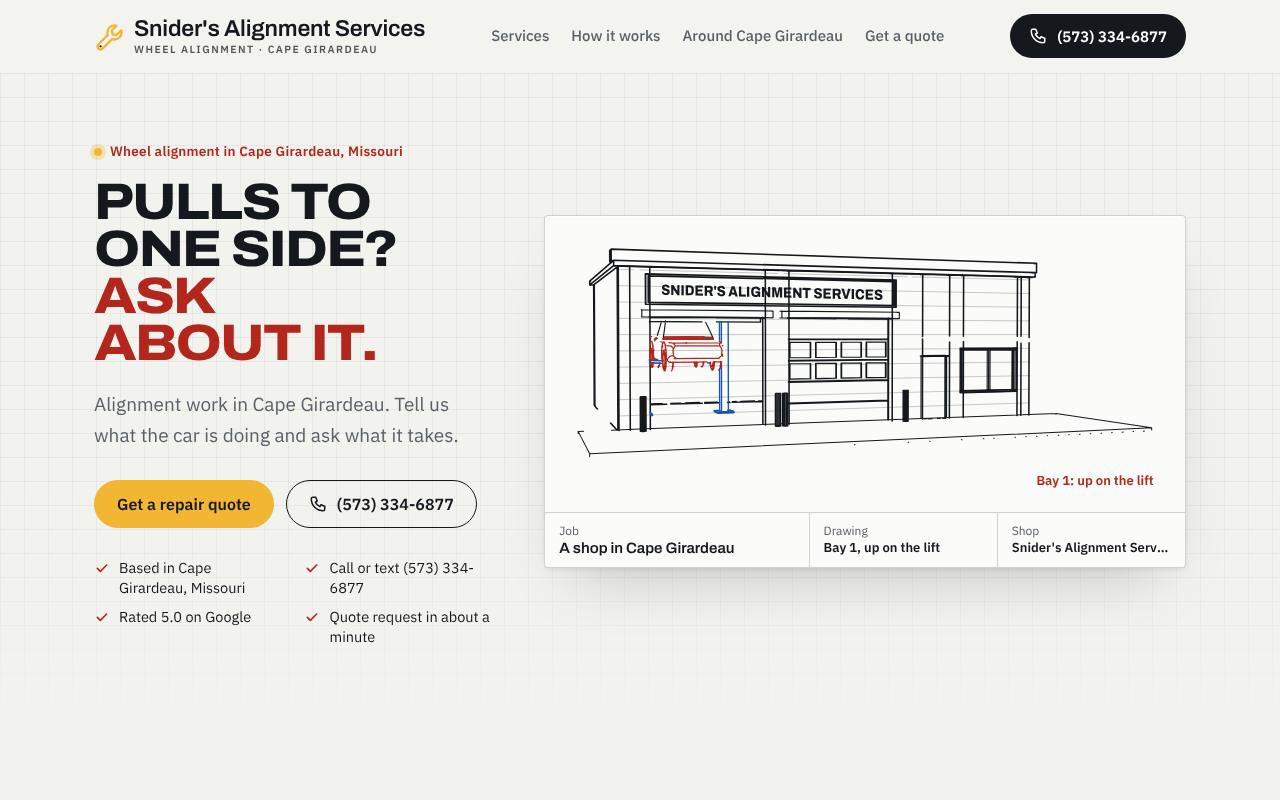 Snider's Alignment Services
WHEEL ALIGNMENT · CAPE GIRARDEAU
Services
How it works
Around Cape Girardeau
Get a quote
(573) 334-6877
Wheel alignment in Cape Girardeau, Missouri
PULLS TO
ONE SIDE?
ASK
ABOUT IT.
Alignment work in Cape Girardeau. Tell us
what the car is doing and ask what it takes.
Get a repair quote
(573) 334-6877
Based in Cape
Girardeau, Missouri
Call or text (573) 334-
6877
Rated 5.0 on Google
Quote request in about a
minute
SNIDER'S ALIGNMENT SERVICES
Bay 1: up on the lift
Job
A shop in Cape Girardeau
Drawing
Bay 1, up on the lift
Shop
Snider's Alignment Serv...